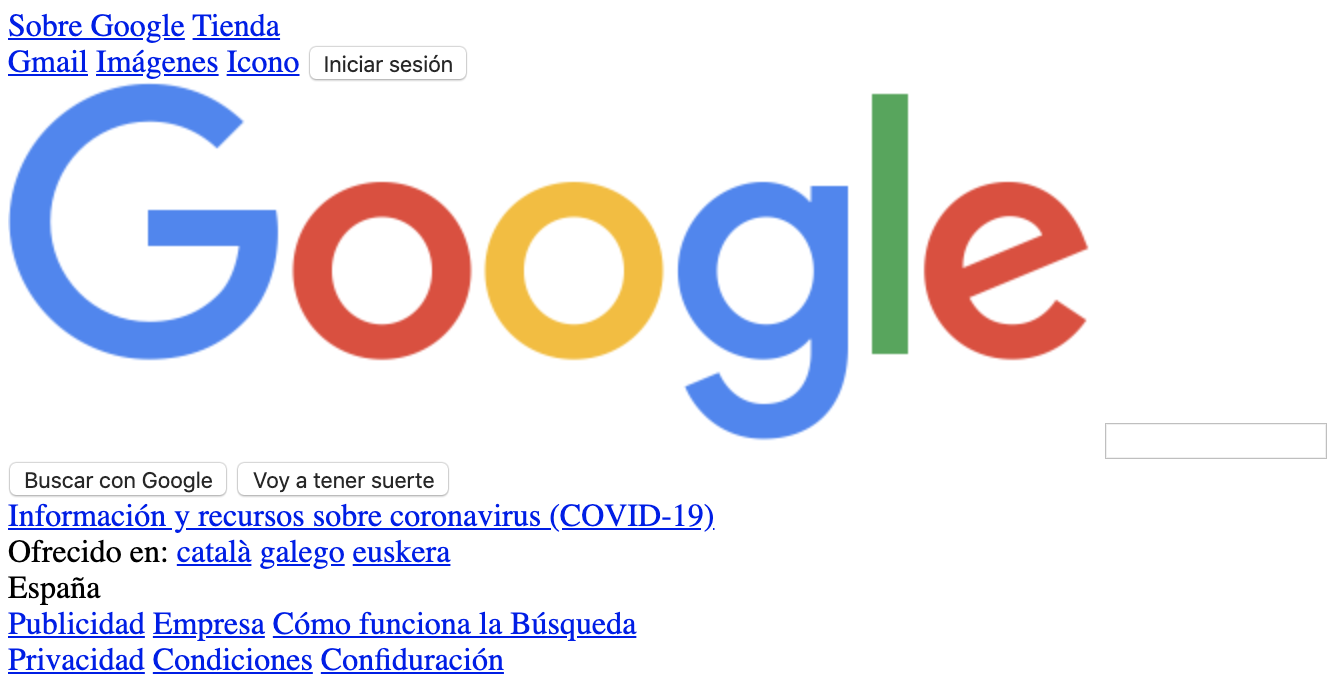 Sobre Google Tienda
Gmail Imágenes Icono Iniciar sesión
Google
Buscar con Google Voy a tener suerte
Información y recursos sobre coronavirus (COVID-19)
Ofrecido en: català galego euskera
España
Publicidad Empresa Cómo funciona la Búsqueda
Privacidad Condiciones Confiduración